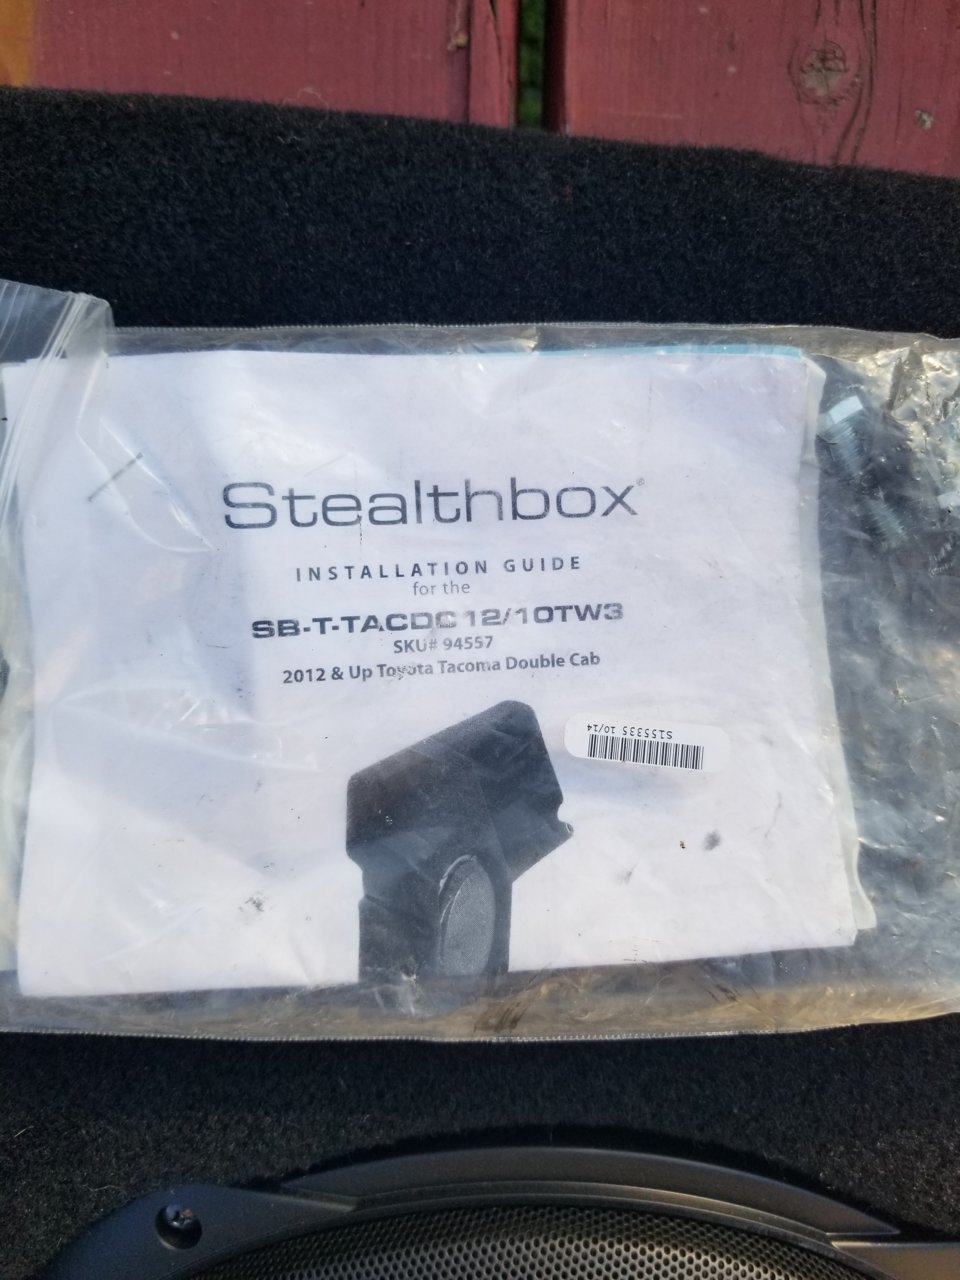 Stealthbox®
INSTALLATION GUIDE
for the
SB-T-TACDC12/10TW3
SKU# 94557
2012 & Up Toyota Tacoma Double Cab
S155335 10/14